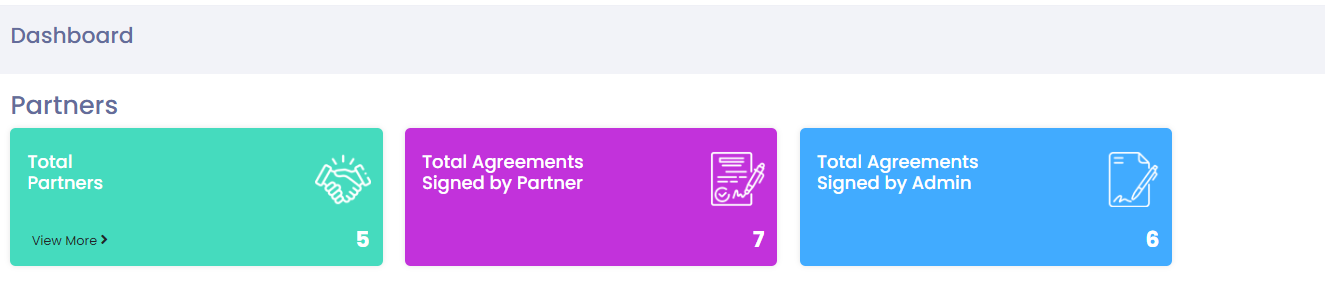 Dashboard
Partners
Total
Partners
View More
5
Total Agreements
Signed by Partner
7
Total Agreements
Signed by Admin
6